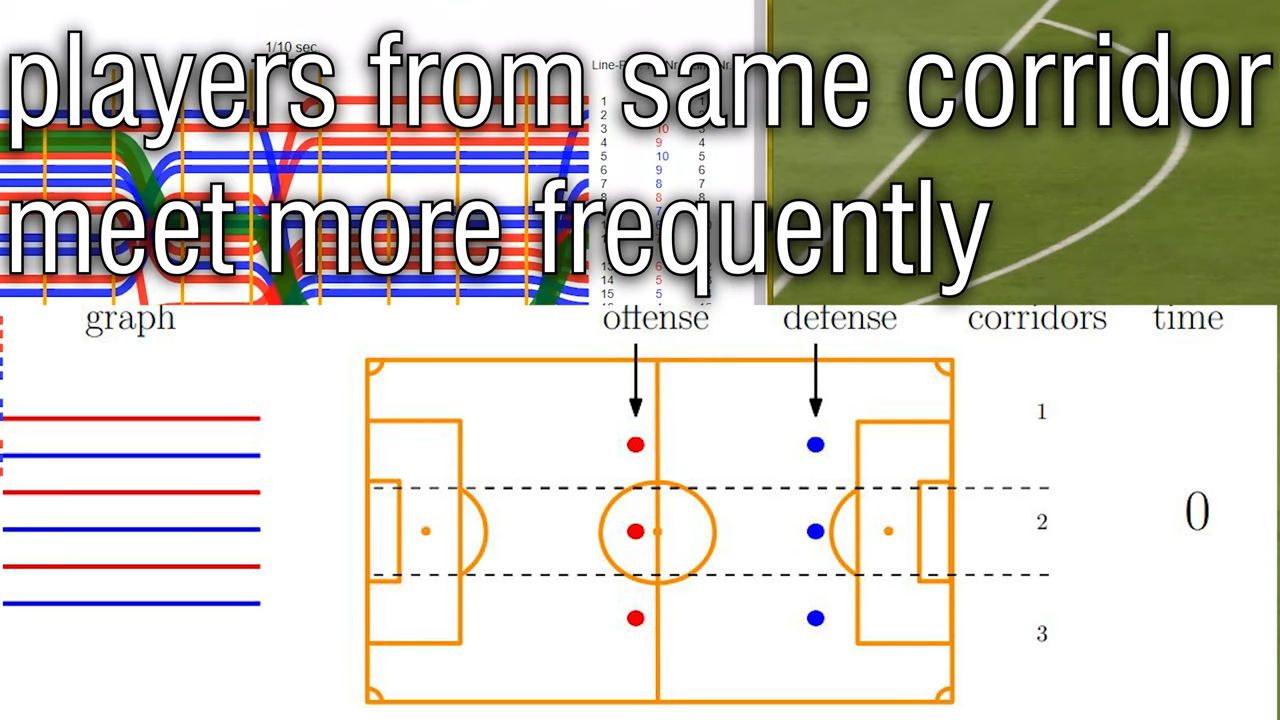 players from same corridor
meet more frequently
1/10 sec
1 1
2
3 10 3
4 9 4
5 10 5
6 9 6
7 8 7
8 8 8
14 5
15 5
graph offense defense corridors time
1
2
0
3